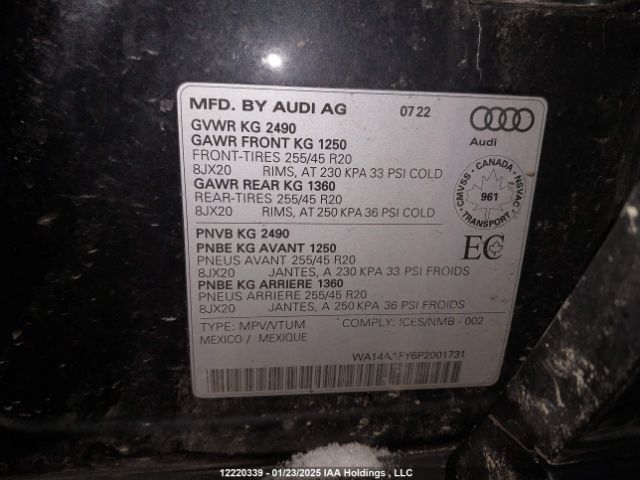 MFD. BY AUDI AG 07 22
Audi
GVWR KG 2490
GAWR FRONT KG 1250
FRONT-TIRES 255/45 R20
8JX20 RIMS, AT 230 KPA 33 PSI COLD
GAWR REAR KG 1360
REAR-TIRES 255/45 R20
8JX20 RIMS, AT 250 KPA 36 PSI COLD
CMVSS - CANADA - NSVAC
961
TRANSPORT
PNVB KG 2490
PNBE KG AVANT 1250
PNEUS AVANT 255/45 R20
8JX20 JANTES, A 230 KPA 33 PSI FROIDS
PNBE KG ARRIERE 1360
PNEUS ARRIERE 255/45 R20
8JX20 JANTES, A 250 KPA 36 PSI FROIDS
EC
TYPE: MPV/VTUM COMPLY: ICES/NMB - 002
MEXICO / MEXIQUE
WA14AAFY6P2001731
12220339 - 01/23/2025 IAA Holdings , LLC